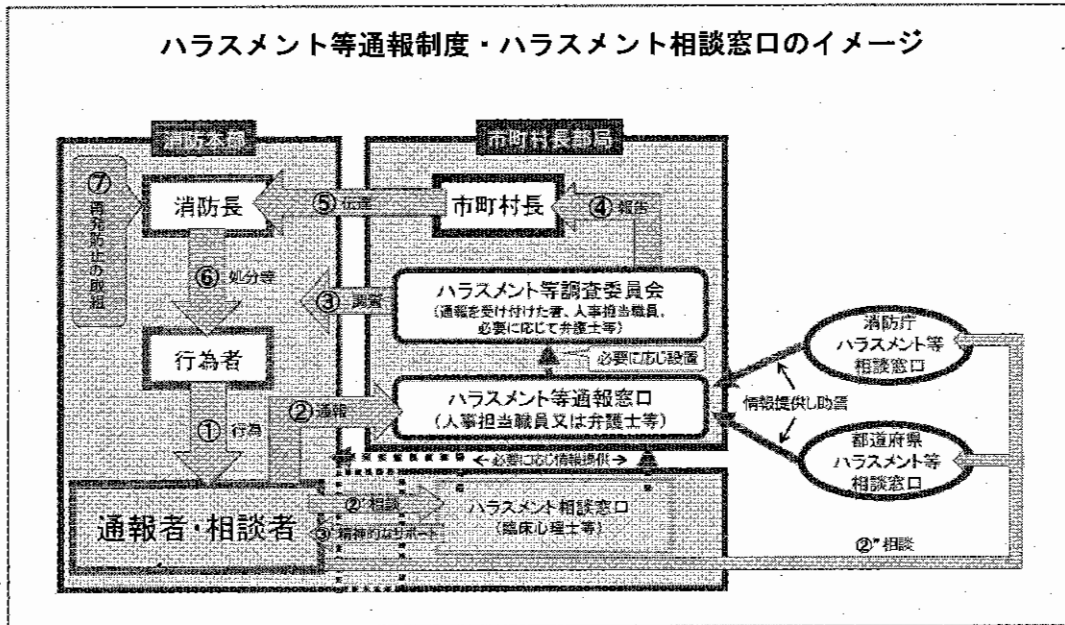 ハラスメント等通報制度・ハラスメント相談窓口のイメージ
消防本部
市町村長部局
⑦
再発防止の取組
消防長
⑤ 伝達
市町村長
④ 報告
⑥ 処分等
③ 調査
ハラスメント等調査委員会
(通報を受け付けた者、人事担当職員、
必要に応じて弁護士等)
必要に応じ設置
行為者
② 通報
ハラスメント等通報窓口
(人事担当職員又は弁護士等)
① 行為
必要に応じ情報提供
通報者・相談者
②’相談
③’精神的なサポート
ハラスメント相談窓口
(臨床心理士等)
消防庁
ハラスメント等
相談窓口
情報提供し助言
都道府県
ハラスメント等
相談窓口
②”相談